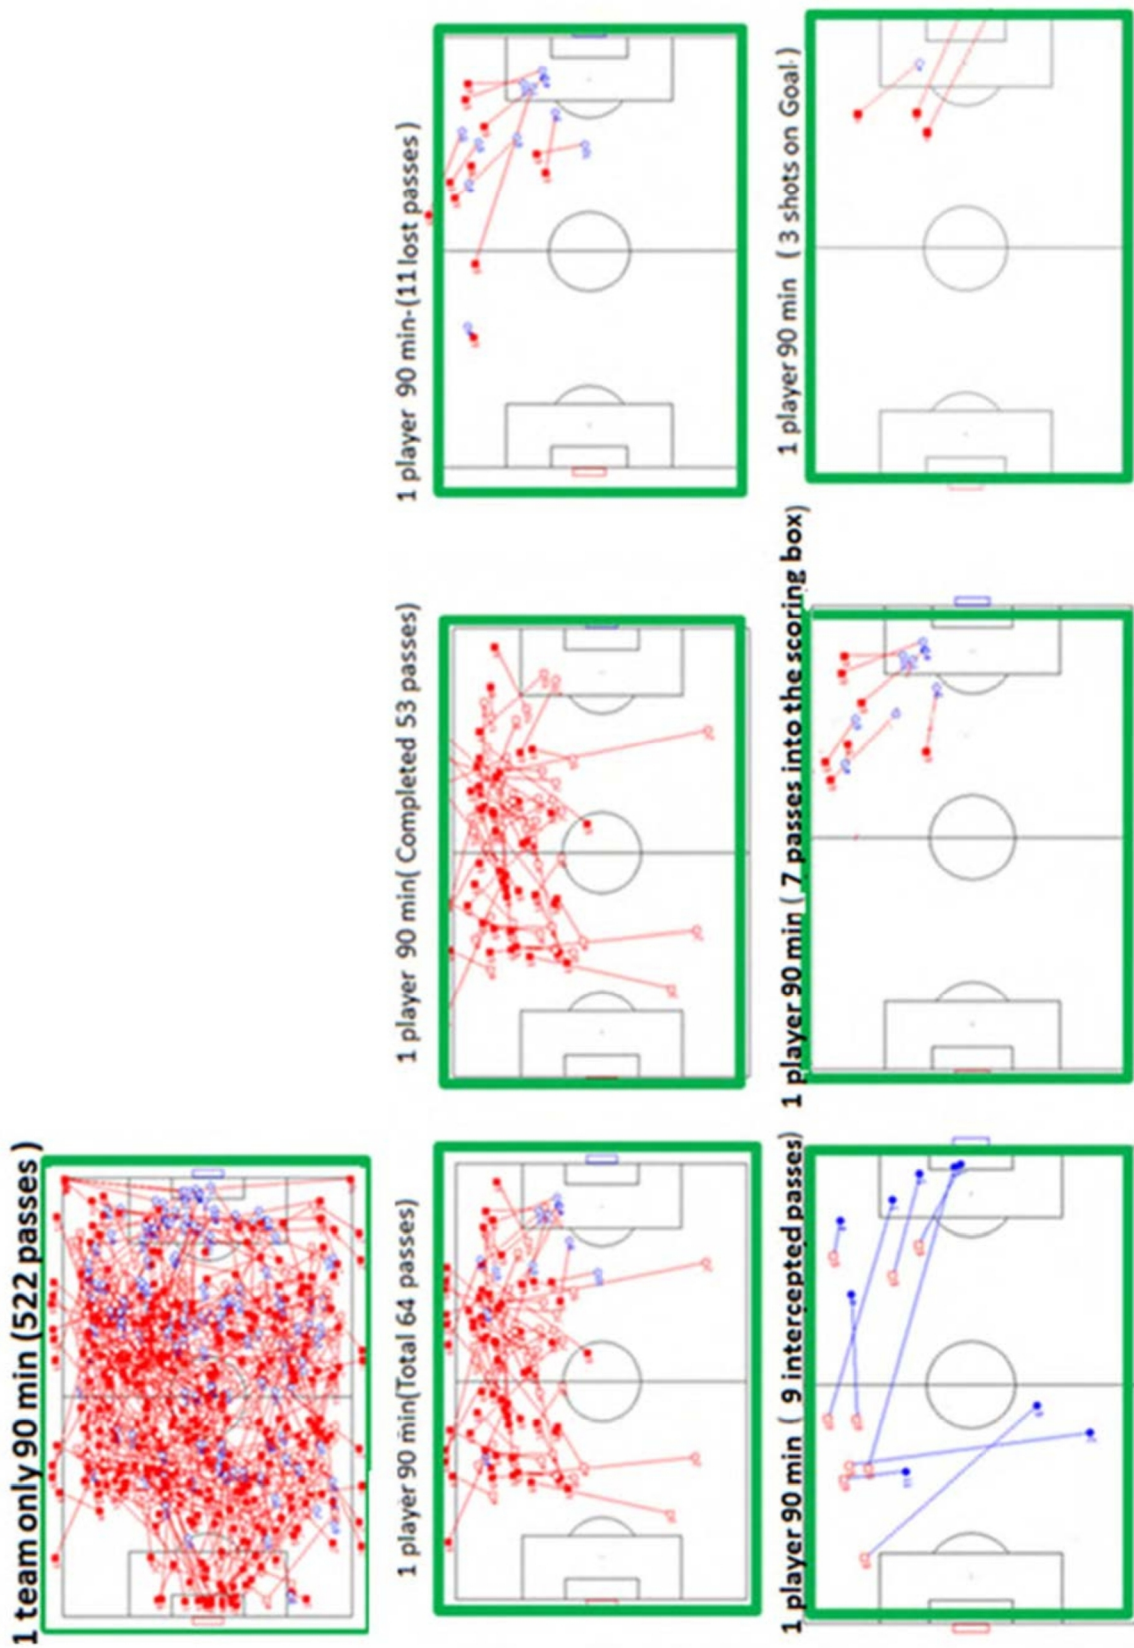 1 team only 90 min (522 passes )
1 player 90 min(Total 64 passes)
1 player 90 min( Completed 53 passes)
1 player 90 min-(11 lost passes )
1 player 90 min ( 9 intercepted passes)
1 player 90 min ( 7 passes into the scoring box)
1 player 90 min ( 3 shots on Goal )